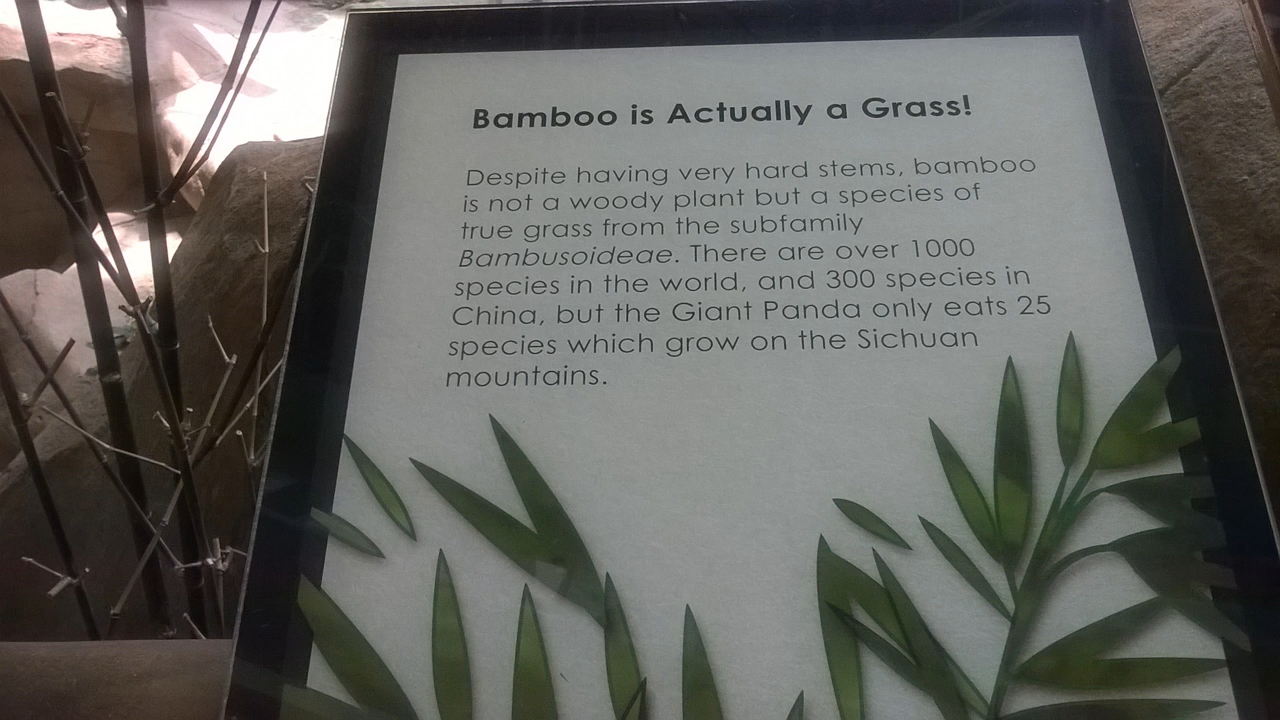 Bamboo is Actually a Grass!
Despite having very hard stems, bamboo
is not a woody plant but a species of
true grass from the subfamily
Bambusoideae. There are over 1000
species in the world, and 300 species in
China, but the Giant Panda only eats 25
species which grow on the Sichuan
mountains.